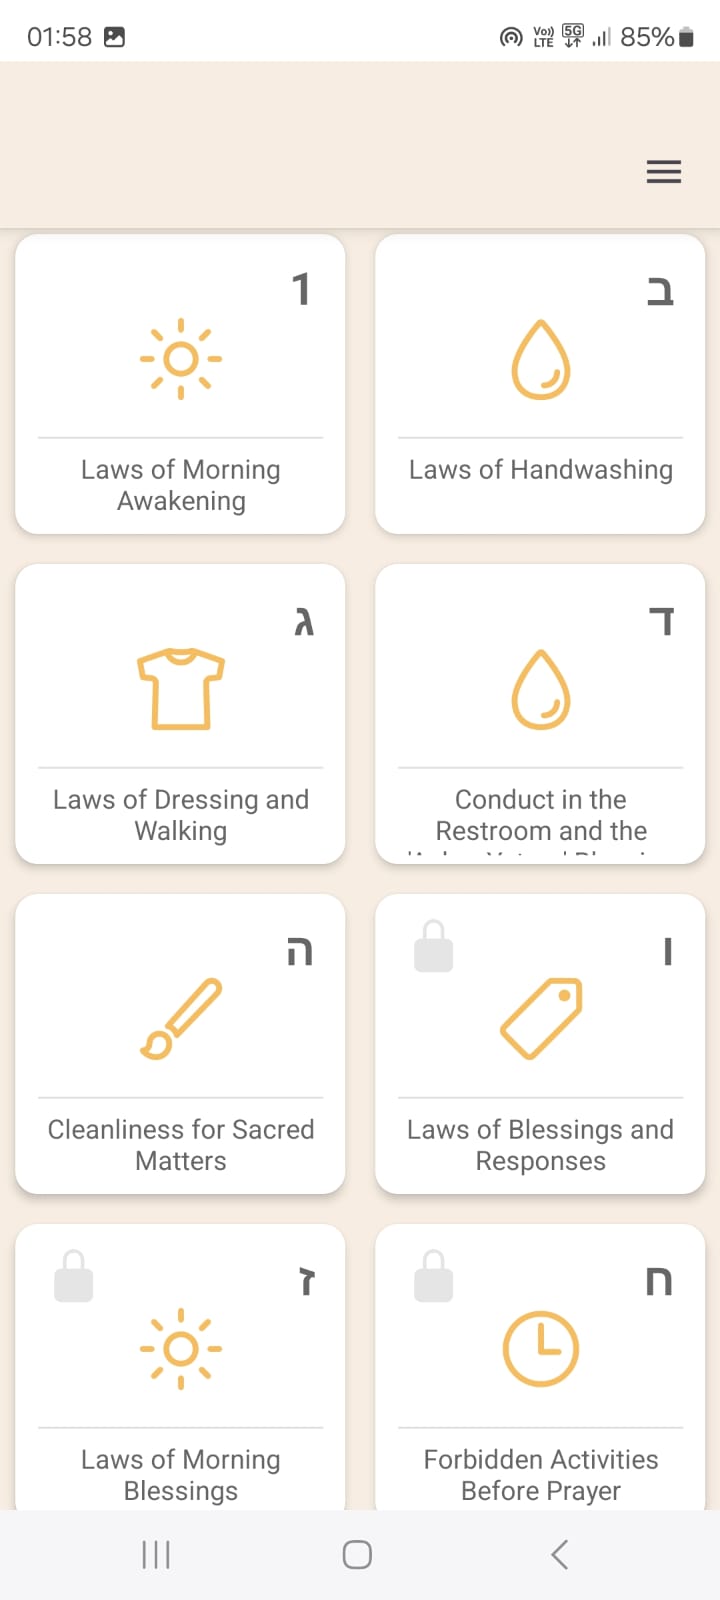 01:58
Vo)) LTE 5G 85%
1
Laws of Morning
Awakening
ב
Laws of Handwashing
ג
Laws of Dressing and
Walking
ד
Conduct in the
Restroom and the
ה
Cleanliness for Sacred
Matters
ו
Laws of Blessings and
Responses
ז
Laws of Morning
Blessings
ח
Forbidden Activities
Before Prayer